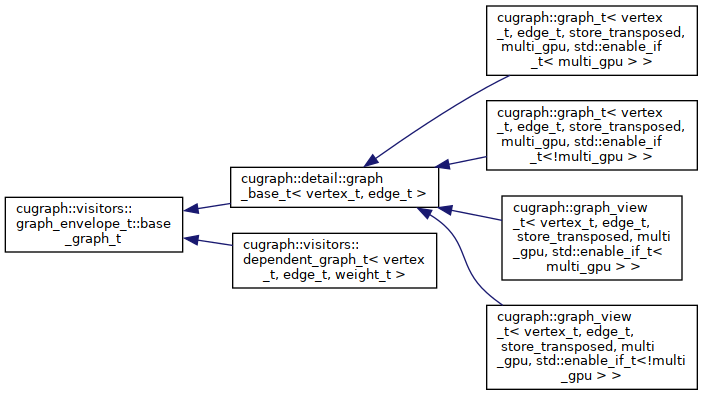 cugraph::graph_t< vertex
_t, edge_t, store_transposed,
multi_gpu, std::enable_if
_t< multi_gpu > >
cugraph::graph_t< vertex
_t, edge_t, store_transposed,
multi_gpu, std::enable_if
_t<!multi_gpu > >
cugraph::detail::graph
_base_t< vertex_t, edge_t >
cugraph::visitors::
graph_envelope_t::base
_graph_t
cugraph::graph_view
_t< vertex_t, edge_t,
store_transposed, multi
_gpu, std::enable_if_t<
multi_gpu > >
cugraph::visitors::
dependent_graph_t< vertex
_t, edge_t, weight_t >
cugraph::graph_view
_t< vertex_t, edge_t,
store_transposed, multi
_gpu, std::enable_if_t<!multi
_gpu > >